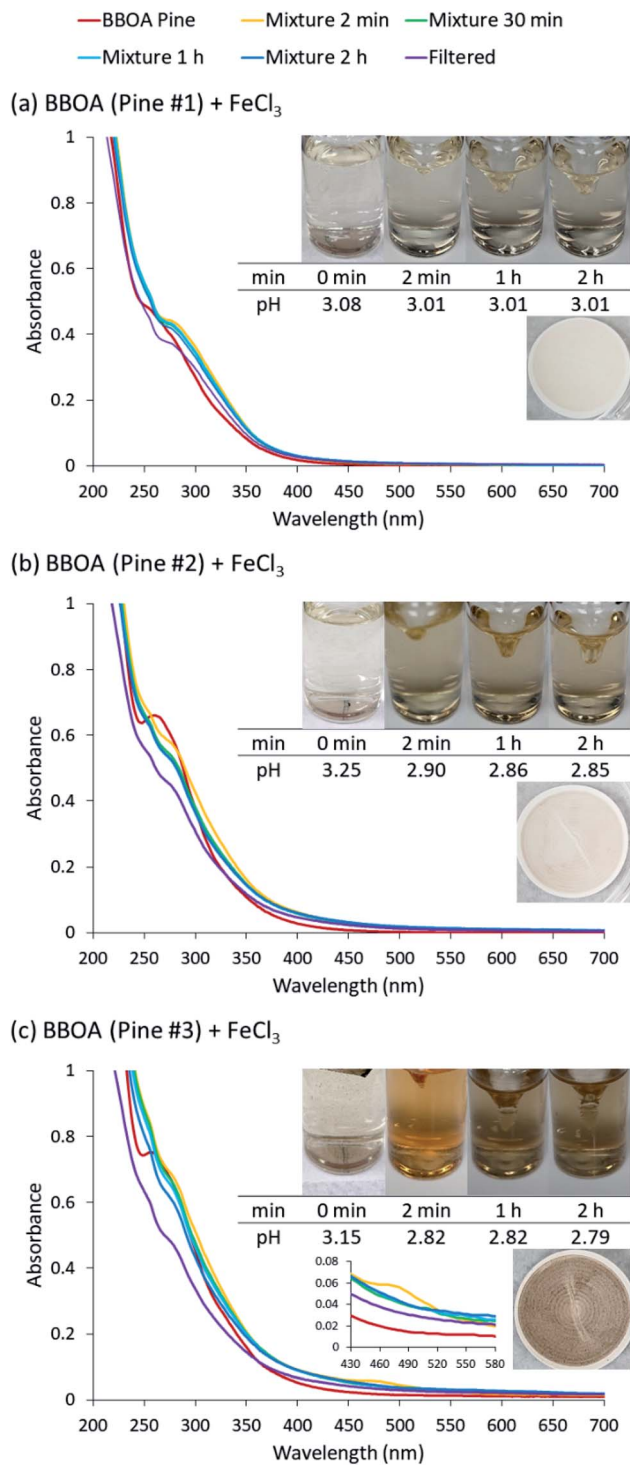 BBOA Pine Mixture 2 min Mixture 30 min
Mixture 1 h Mixture 2 h Filtered
(a) BBOA (Pine #1) + FeCl₃
1
0.8
0.6
0.4
0.2
0
Absorbance
200 250 300 350 400 450 500 550 600 650 700
Wavelength (nm)
min 0 min 2 min 1 h 2 h
pH 3.08 3.01 3.01 3.01
(b) BBOA (Pine #2) + FeCl₃
1
0.8
0.6
0.4
0.2
0
Absorbance
200 250 300 350 400 450 500 550 600 650 700
Wavelength (nm)
min 0 min 2 min 1 h 2 h
pH 3.25 2.90 2.86 2.85
(c) BBOA (Pine #3) + FeCl₃
1
0.8
0.6
0.4
0.2
0
Absorbance
200 250 300 350 400 450 500 550 600 650 700
Wavelength (nm)
min 0 min 2 min 1 h 2 h
pH 3.15 2.82 2.82 2.79
0.08
0.06
0.04
0.02
0
430 460 490 520 550 580